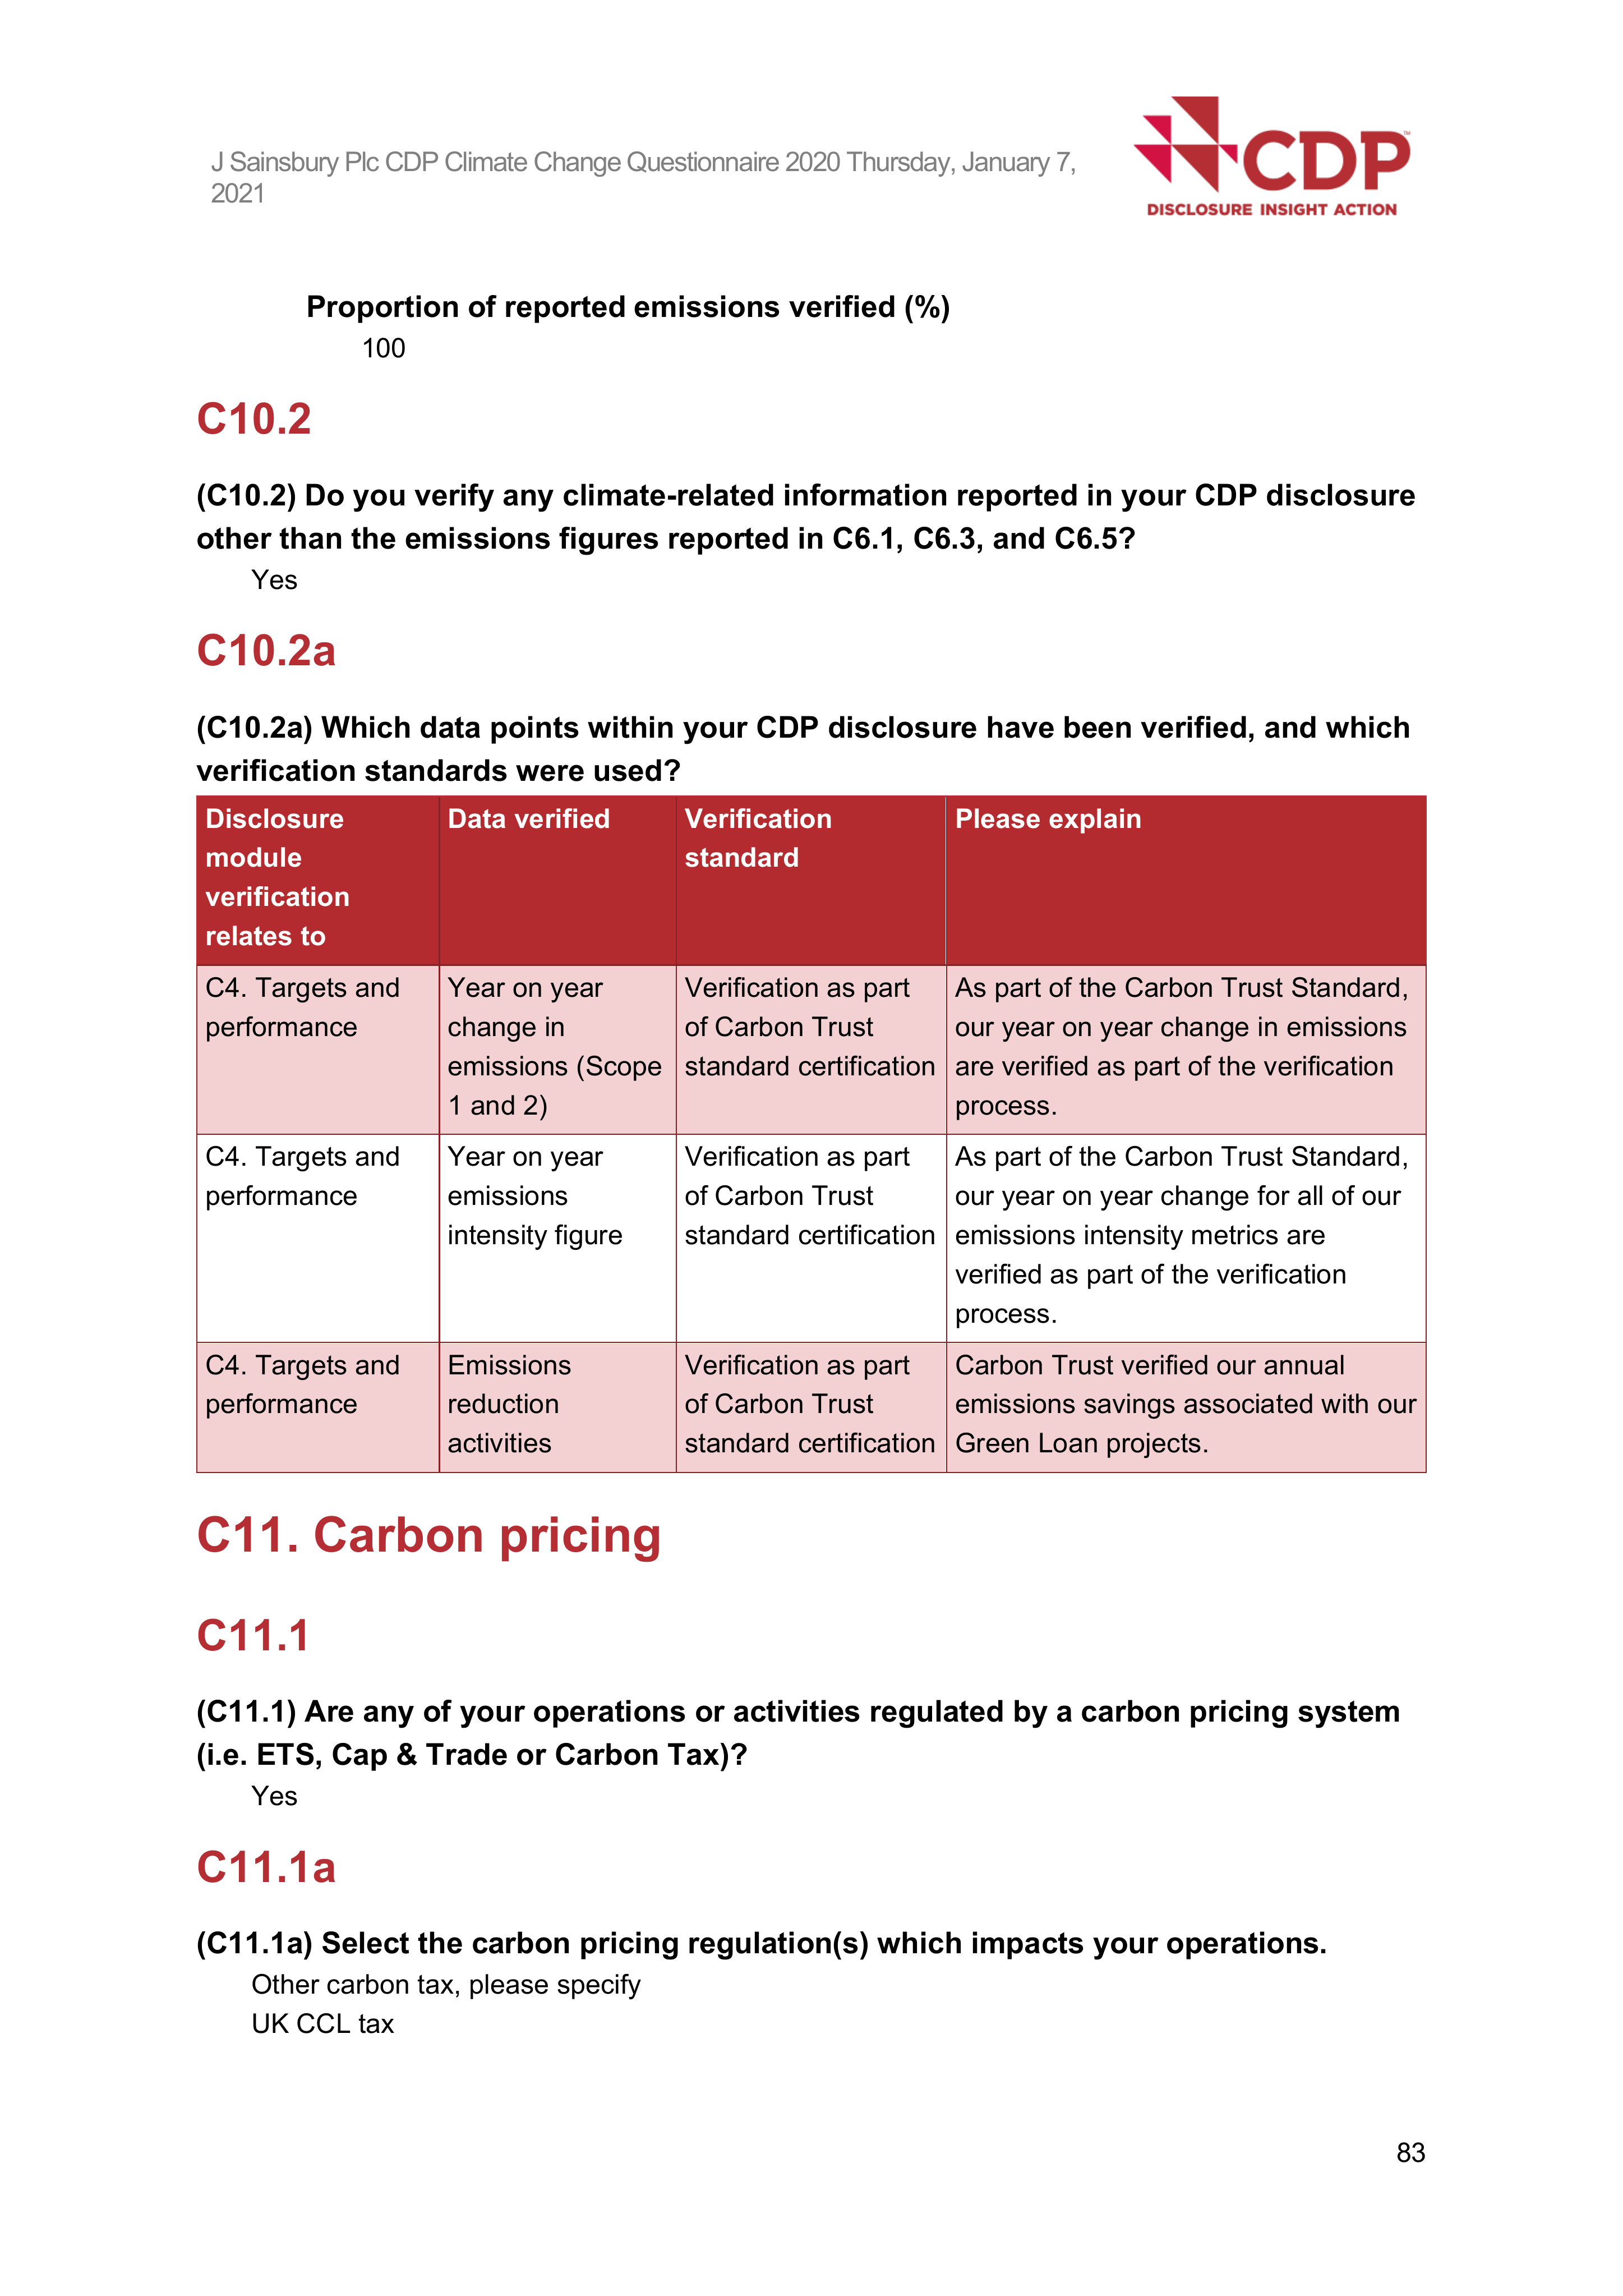 J Sainsbury Plc CDP Climate Change Questionnaire 2020 Thursday, January 7,
2021
CDP™
DISCLOSURE INSIGHT ACTION
Proportion of reported emissions verified (%)
100
C10.2
(C10.2) Do you verify any climate-related information reported in your CDP disclosure
other than the emissions figures reported in C6.1, C6.3, and C6.5?
Yes
C10.2a
(C10.2a) Which data points within your CDP disclosure have been verified, and which
verification standards were used?
Disclosure
module
verification
relates to
Data verified
Verification
standard
Please explain
C4. Targets and
performance
Year on year
change in
emissions (Scope
1 and 2)
Verification as part
of Carbon Trust
standard certification
As part of the Carbon Trust Standard,
our year on year change in emissions
are verified as part of the verification
process.
C4. Targets and
performance
Year on year
emissions
intensity figure
Verification as part
of Carbon Trust
standard certification
As part of the Carbon Trust Standard,
our year on year change for all of our
emissions intensity metrics are
verified as part of the verification
process.
C4. Targets and
performance
Emissions
reduction
activities
Verification as part
of Carbon Trust
standard certification
Carbon Trust verified our annual
emissions savings associated with our
Green Loan projects.
C11. Carbon pricing
C11.1
(C11.1) Are any of your operations or activities regulated by a carbon pricing system
(i.e. ETS, Cap & Trade or Carbon Tax)?
Yes
C11.1a
(C11.1a) Select the carbon pricing regulation(s) which impacts your operations.
Other carbon tax, please specify
UK CCL tax
83